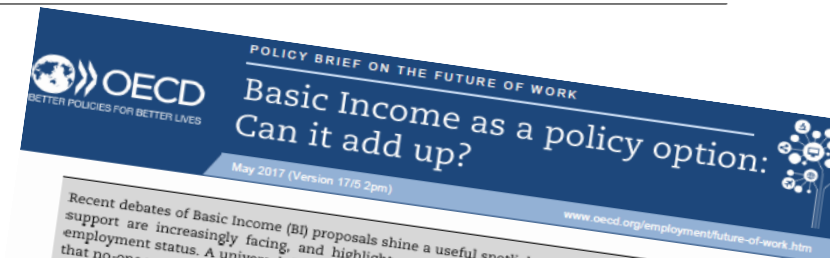 OECD
BETTER POLICIES FOR BETTER LIVES
POLICY BRIEF ON THE FUTURE OF WORK
Basic Income as a policy option:
Can it add up?
May 2017 (Version 17/5 2pm)
www.oecd.org/employment/future-of-work.htm
Recent debates of Basic Income (BI) proposals shine a useful
support are increasingly facing, and
employment status. A
that